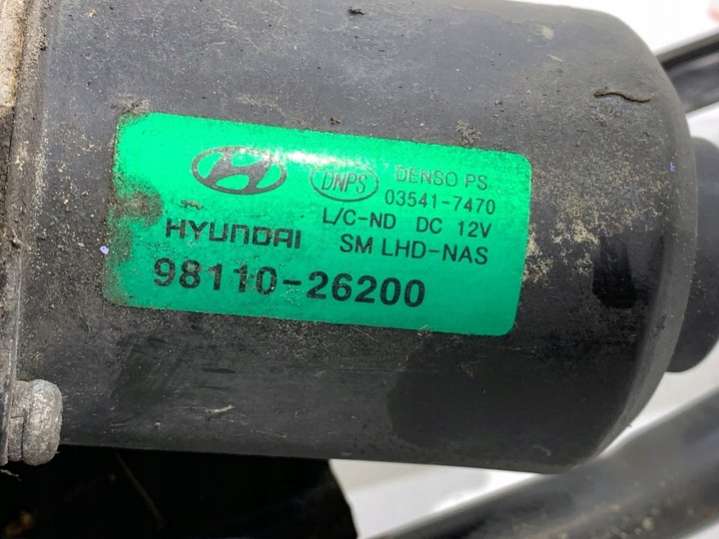 DNPS DENSO PS
03541-7470
L/C-ND DC 12V
HYUNDAI SM LHD-NAS
98110-26200